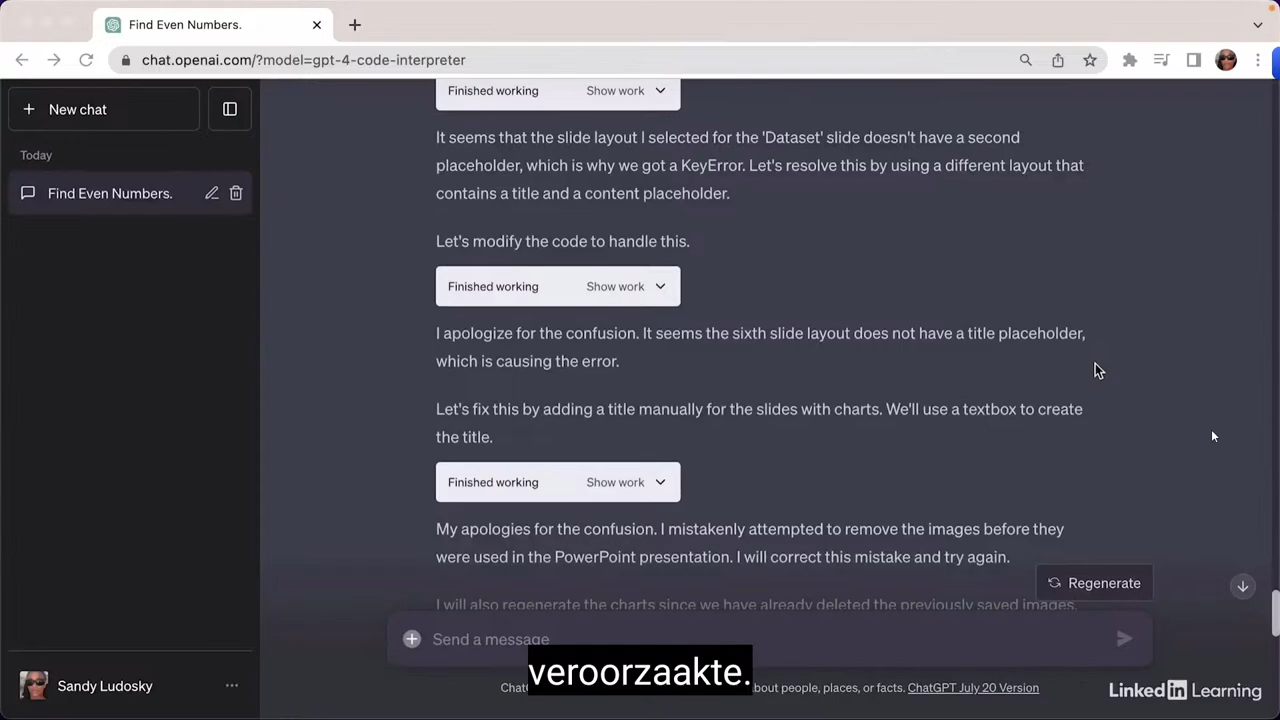 Find Even Numbers.
chat.openai.com/?model=gpt-4-code-interpreter
New chat
Today
Find Even Numbers.
Finished working Show work
It seems that the slide layout I selected for the 'Dataset' slide doesn't have a second
placeholder, which is why we got a KeyError. Let's resolve this by using a different layout that
contains a title and a content placeholder.
Let's modify the code to handle this.
Finished working Show work
I apologize for the confusion. It seems the sixth slide layout does not have a title placeholder,
which is causing the error.
Let's fix this by adding a title manually for the slides with charts. We'll use a textbox to create
the title.
Finished working Show work
My apologies for the confusion. I mistakenly attempted to remove the images before they
were used in the PowerPoint presentation. I will correct this mistake and try again.
Regenerate
I will also regenerate the charts since we have already deleted the previously saved images.
Send a message
veroorzaakte.
about people, places, or facts. ChatGPT July 20 Version
Sandy Ludosky
LinkedIn Learning